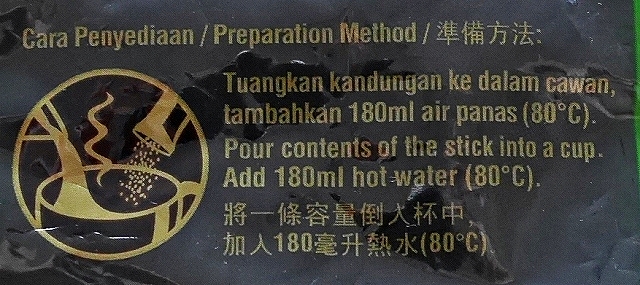 Cara Penyediaan / Preparation Method / 準備方法:
Tuangkan kandungan ke dalam cawan,
tambahkan 180ml air panas (80°C).
Pour contents of the stick into a cup.
Add 180ml hot water (80°C).
將一條容量倒入杯中,
加入180毫升熱水(80°C)